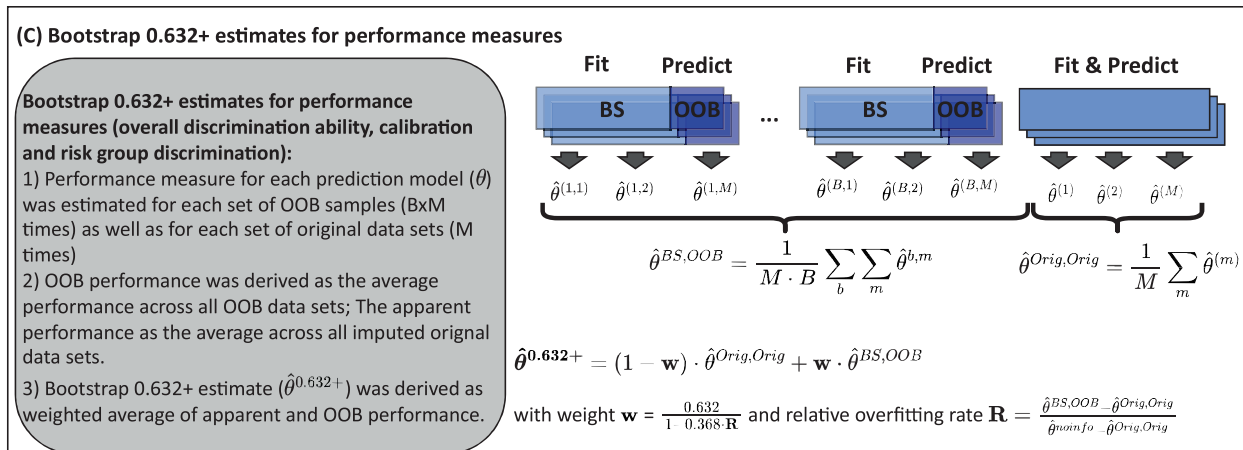 (C) Bootstrap 0.632+ estimates for performance measures
Bootstrap 0.632+ estimates for performance
measures (overall discrimination ability, calibration
and risk group discrimination):
1) Performance measure for each prediction model (θ)
was estimated for each set of OOB samples (BxM
times) as well as for each set of original data sets (M
times)
2) OOB performance was derived as the average
performance across all OOB data sets; The apparent
performance as the average across all imputed orignal
data sets.
3) Bootstrap 0.632+ estimate (θ̂^{0.632+}) was derived as
weighted average of apparent and OOB performance.
Fit Predict Fit Predict Fit & Predict
BS OOB ... BS OOB
θ̂^{(1,1)} θ̂^{(1,2)} θ̂^{(1,M)} θ̂^{(B,1)} θ̂^{(B,2)} θ̂^{(B,M)} θ̂^{(1)} θ̂^{(2)} θ̂^{(M)}
θ̂^{BS,OOB} = \frac{1}{M · B} ∑_{b} ∑_{m} θ̂^{b,m} θ̂^{Orig,Orig} = \frac{1}{M} ∑_{m} θ̂^{(m)}
θ̂^{0.632+} = (1 − w) · θ̂^{Orig,Orig} + w · θ̂^{BS,OOB}
with weight w = \frac{0.632}{1−0.368·R} and relative overfitting rate R = \frac{θ̂^{BS,OOB}−θ̂^{Orig,Orig}}{θ̂^{noinfo}−θ̂^{Orig,Orig}}